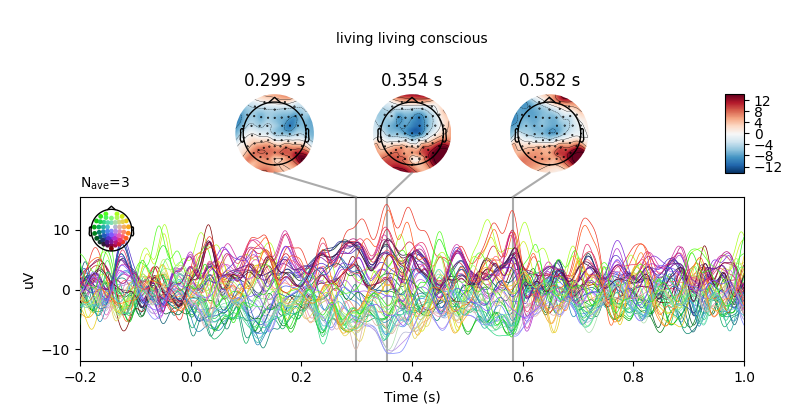 living living conscious
0.299 s
0.354 s
0.582 s
12
8
4
0
−4
−8
−12
Nave=3
10
0
−10
uV
−0.2
0.0
0.2
0.4
0.6
0.8
1.0
Time (s)